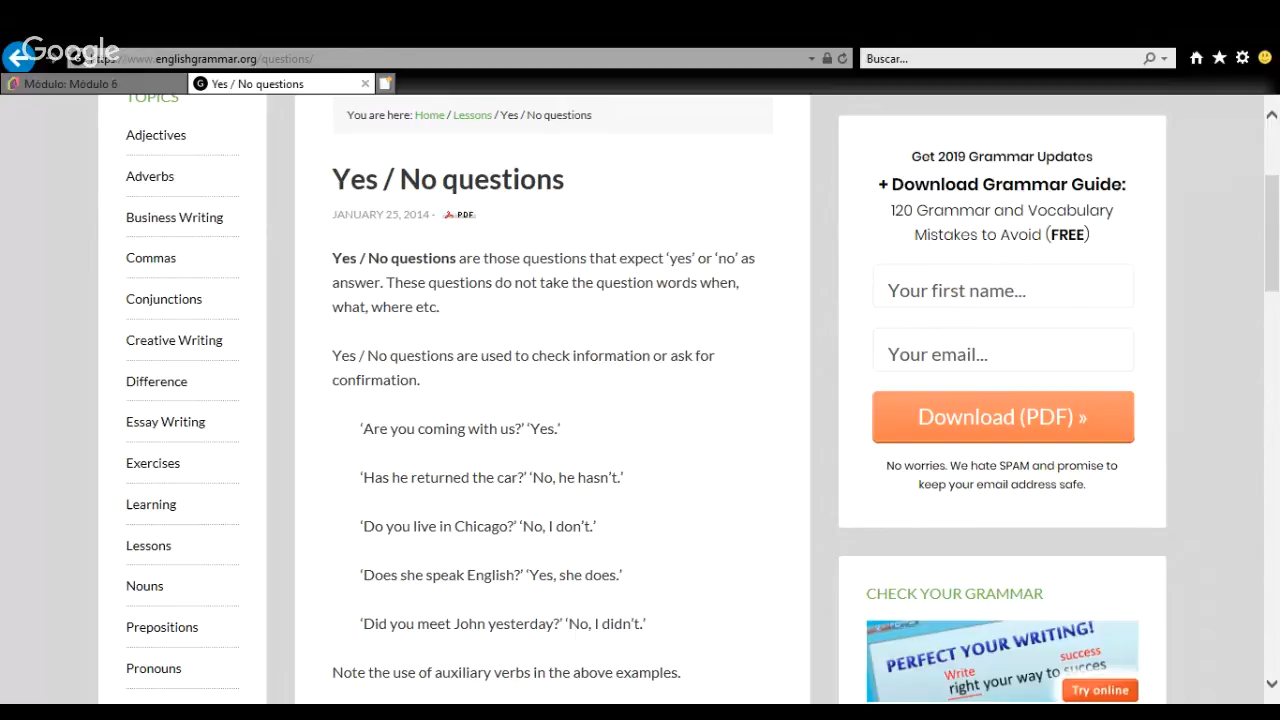 Google
www.englishgrammar.org/questions/
Buscar...
Módulo: Módulo 6
Yes / No questions
TOPICS
Adjectives
Adverbs
Business Writing
Commas
Conjunctions
Creative Writing
Difference
Essay Writing
Exercises
Learning
Lessons
Nouns
Prepositions
Pronouns
You are here: Home / Lessons / Yes / No questions
Yes / No questions
JANUARY 25, 2014 - PDF
Yes / No questions are those questions that expect ‘yes’ or ‘no’ as
answer. These questions do not take the question words when,
what, where etc.
Yes / No questions are used to check information or ask for
confirmation.
‘Are you coming with us?’ ‘Yes.’
‘Has he returned the car?’ ‘No, he hasn’t.’
‘Do you live in Chicago?’ ‘No, I don’t.’
‘Does she speak English?’ ‘Yes, she does.’
‘Did you meet John yesterday?’ ‘No, I didn’t.’
Note the use of auxiliary verbs in the above examples.
Get 2019 Grammar Updates
+ Download Grammar Guide:
120 Grammar and Vocabulary
Mistakes to Avoid (FREE)
Your first name...
Your email...
Download (PDF) »
No worries. We hate SPAM and promise to
keep your email address safe.
CHECK YOUR GRAMMAR
PERFECT YOUR WRITING!
Write success
right your way to succes
Try online